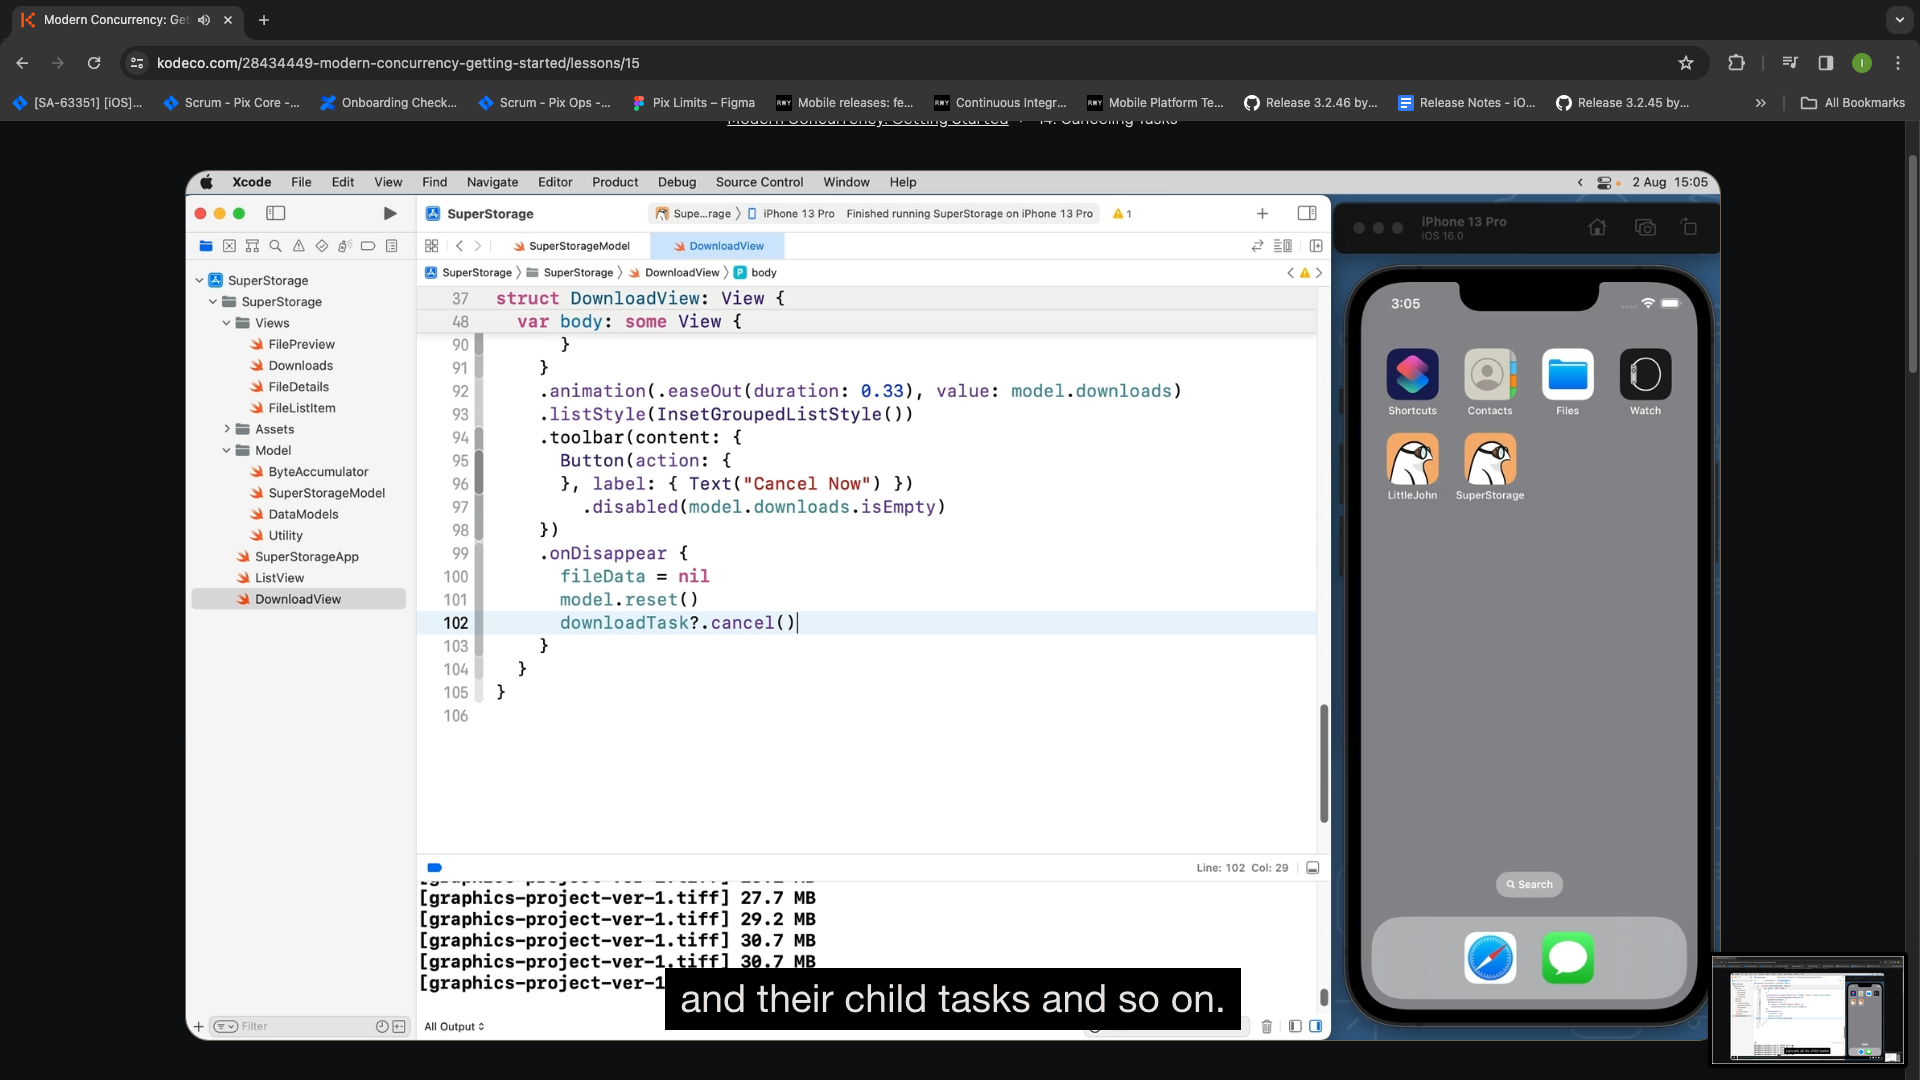 Modern Concurrency: Get
kodeco.com/28434449-modern-concurrency-getting-started/lessons/15
[SA-63351] [iOS]...
Scrum - Pix Core -...
Onboarding Check...
Scrum - Pix Ops -...
Pix Limits – Figma
RWY Mobile releases: fe...
RWY Continuous Integr...
RWY Mobile Platform Te...
Release 3.2.46 by...
Release Notes - iO...
Release 3.2.45 by...
» All Bookmarks
Modern Concurrency: Getting Started 14. Canceling Tasks
Xcode File Edit View Find Navigate Editor Product Debug Source Control Window Help
2 Aug 15:05
SuperStorage
Supe...rage 〉 iPhone 13 Pro Finished running SuperStorage on iPhone 13 Pro 1
SuperStorageModel
DownloadView
SuperStorage 〉 SuperStorage 〉 DownloadView 〉 P body
SuperStorage
SuperStorage
Views
FilePreview
Downloads
FileDetails
FileListItem
Assets
Model
ByteAccumulator
SuperStorageModel
DataModels
Utility
SuperStorageApp
ListView
DownloadView
Filter
37 struct DownloadView: View {
48 var body: some View {
90 }
91 }
92 .animation(.easeOut(duration: 0.33), value: model.downloads)
93 .listStyle(InsetGroupedListStyle())
94 .toolbar(content: {
95 Button(action: {
96 }, label: { Text("Cancel Now") })
97 .disabled(model.downloads.isEmpty)
98 })
99 .onDisappear {
100 fileData = nil
101 model.reset()
102 downloadTask?.cancel()
103 }
104 }
105 }
106
Line: 102 Col: 29
[graphics-project-ver-1.tiff] 27.7 MB
[graphics-project-ver-1.tiff] 29.2 MB
[graphics-project-ver-1.tiff] 30.7 MB
[graphics-project-ver-1.tiff] 30.7 MB
[graphics-project-ver-1
and their child tasks and so on.
All Output
iPhone 13 Pro
iOS 16.0
3:05
Shortcuts
Contacts
Files
Watch
LittleJohn
SuperStorage
Search